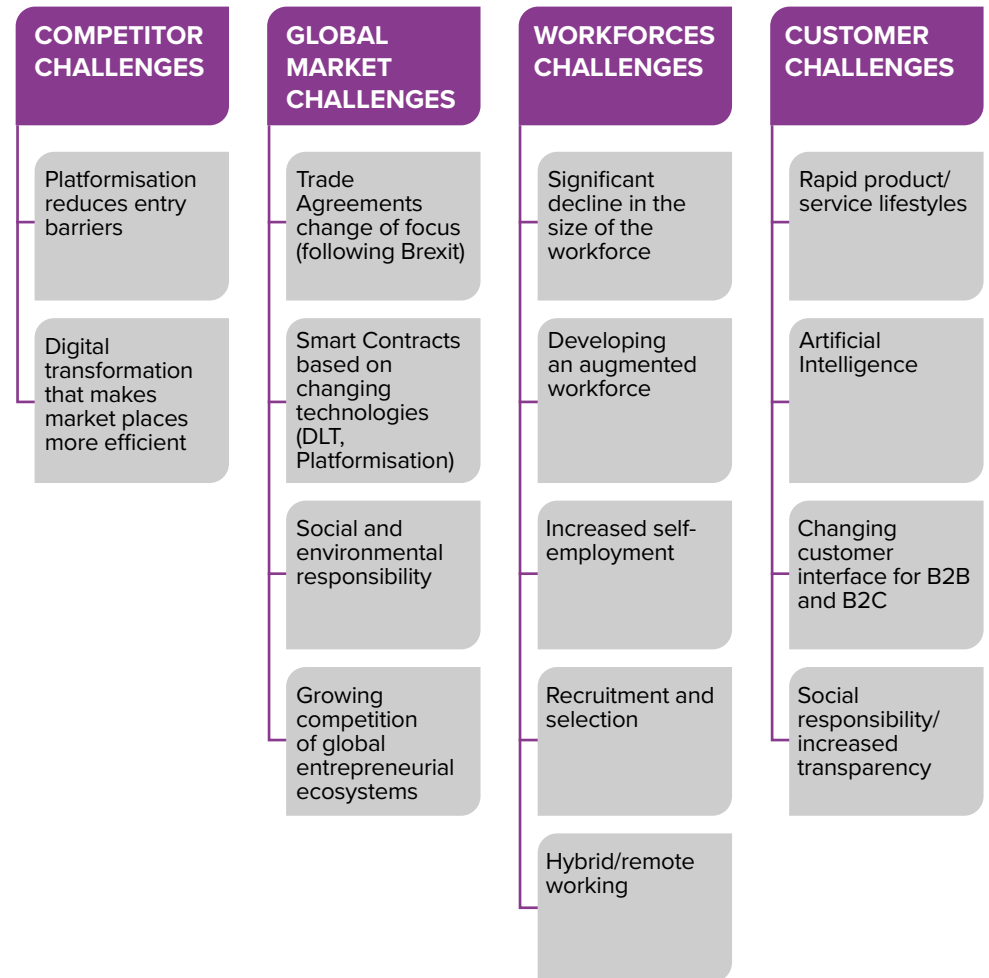 COMPETITOR
CHALLENGES
Platformisation
reduces entry
barriers
Digital
transformation
that makes
market places
more efficient
GLOBAL
MARKET
CHALLENGES
Trade
Agreements
change of focus
(following Brexit)
Smart Contracts
based on
changing
technologies
(DLT,
Platformisation)
Social and
environmental
responsibility
Growing
competition
of global
entrepreneurial
ecosystems
WORKFORCES
CHALLENGES
Significant
decline in the
size of the
workforce
Developing
an augmented
workforce
Increased self-
employment
Recruitment and
selection
Hybrid/remote
working
CUSTOMER
CHALLENGES
Rapid product/
service lifestyles
Artificial
Intelligence
Changing
customer
interface for B2B
and B2C
Social
responsibility/
increased
transparency